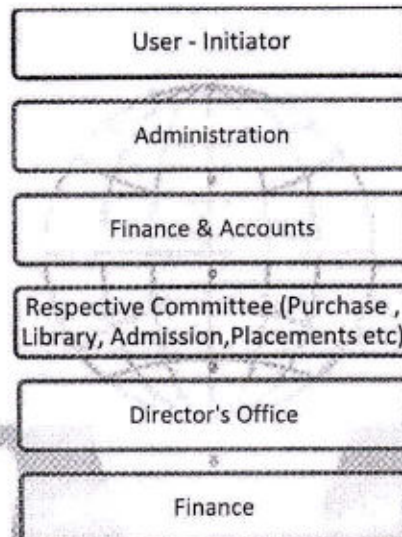 User - Initiator
Administration
Finance & Accounts
Respective Committee (Purchase ,
Library, Admission,Placements etc)
Director's Office
Finance